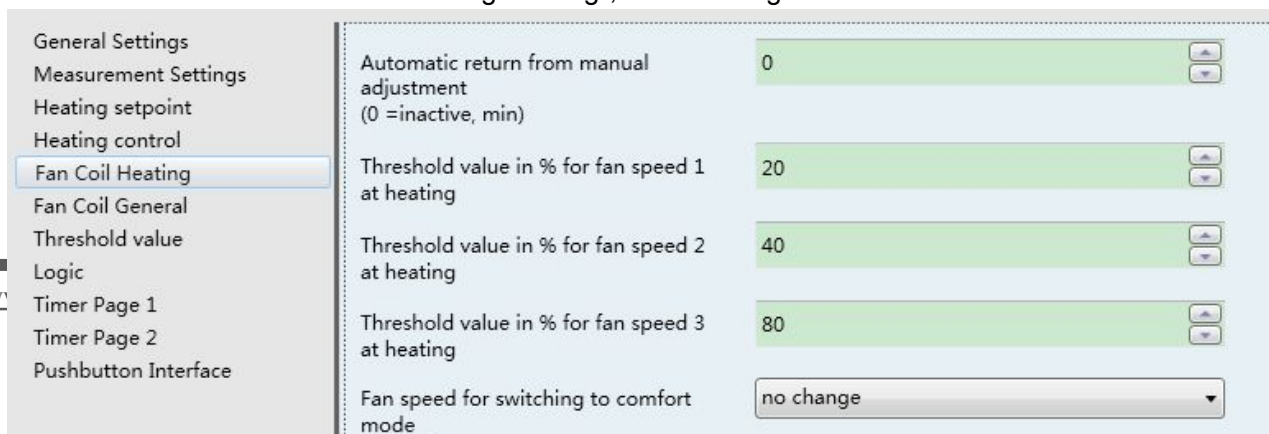 General Settings
Measurement Settings
Heating setpoint
Heating control
Fan Coil Heating
Fan Coil General
Threshold value
Logic
Timer Page 1
Timer Page 2
Pushbutton Interface
Automatic return from manual
adjustment
(0 =inactive, min)
0
Threshold value in % for fan speed 1
at heating
20
Threshold value in % for fan speed 2
at heating
40
Threshold value in % for fan speed 3
at heating
80
Fan speed for switching to comfort
mode
no change